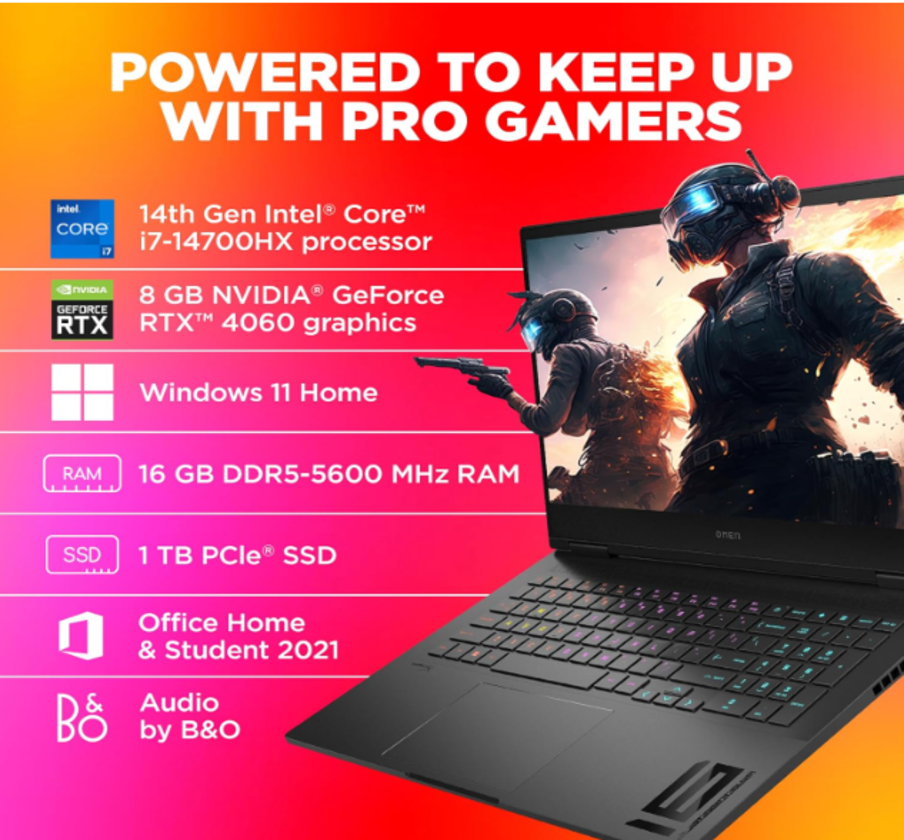 POWERED TO KEEP UP
WITH PRO GAMERS
intel.
CORE
i7
14th Gen Intel® Core™
i7-14700HX processor
NVIDIA
GEFORCE
RTX
8 GB NVIDIA® GeForce
RTX™ 4060 graphics
Windows 11 Home
RAM
16 GB DDR5-5600 MHz RAM
SSD
1 TB PCIe® SSD
OMEN
Office Home
& Student 2021
B&O
Audio
by B&O